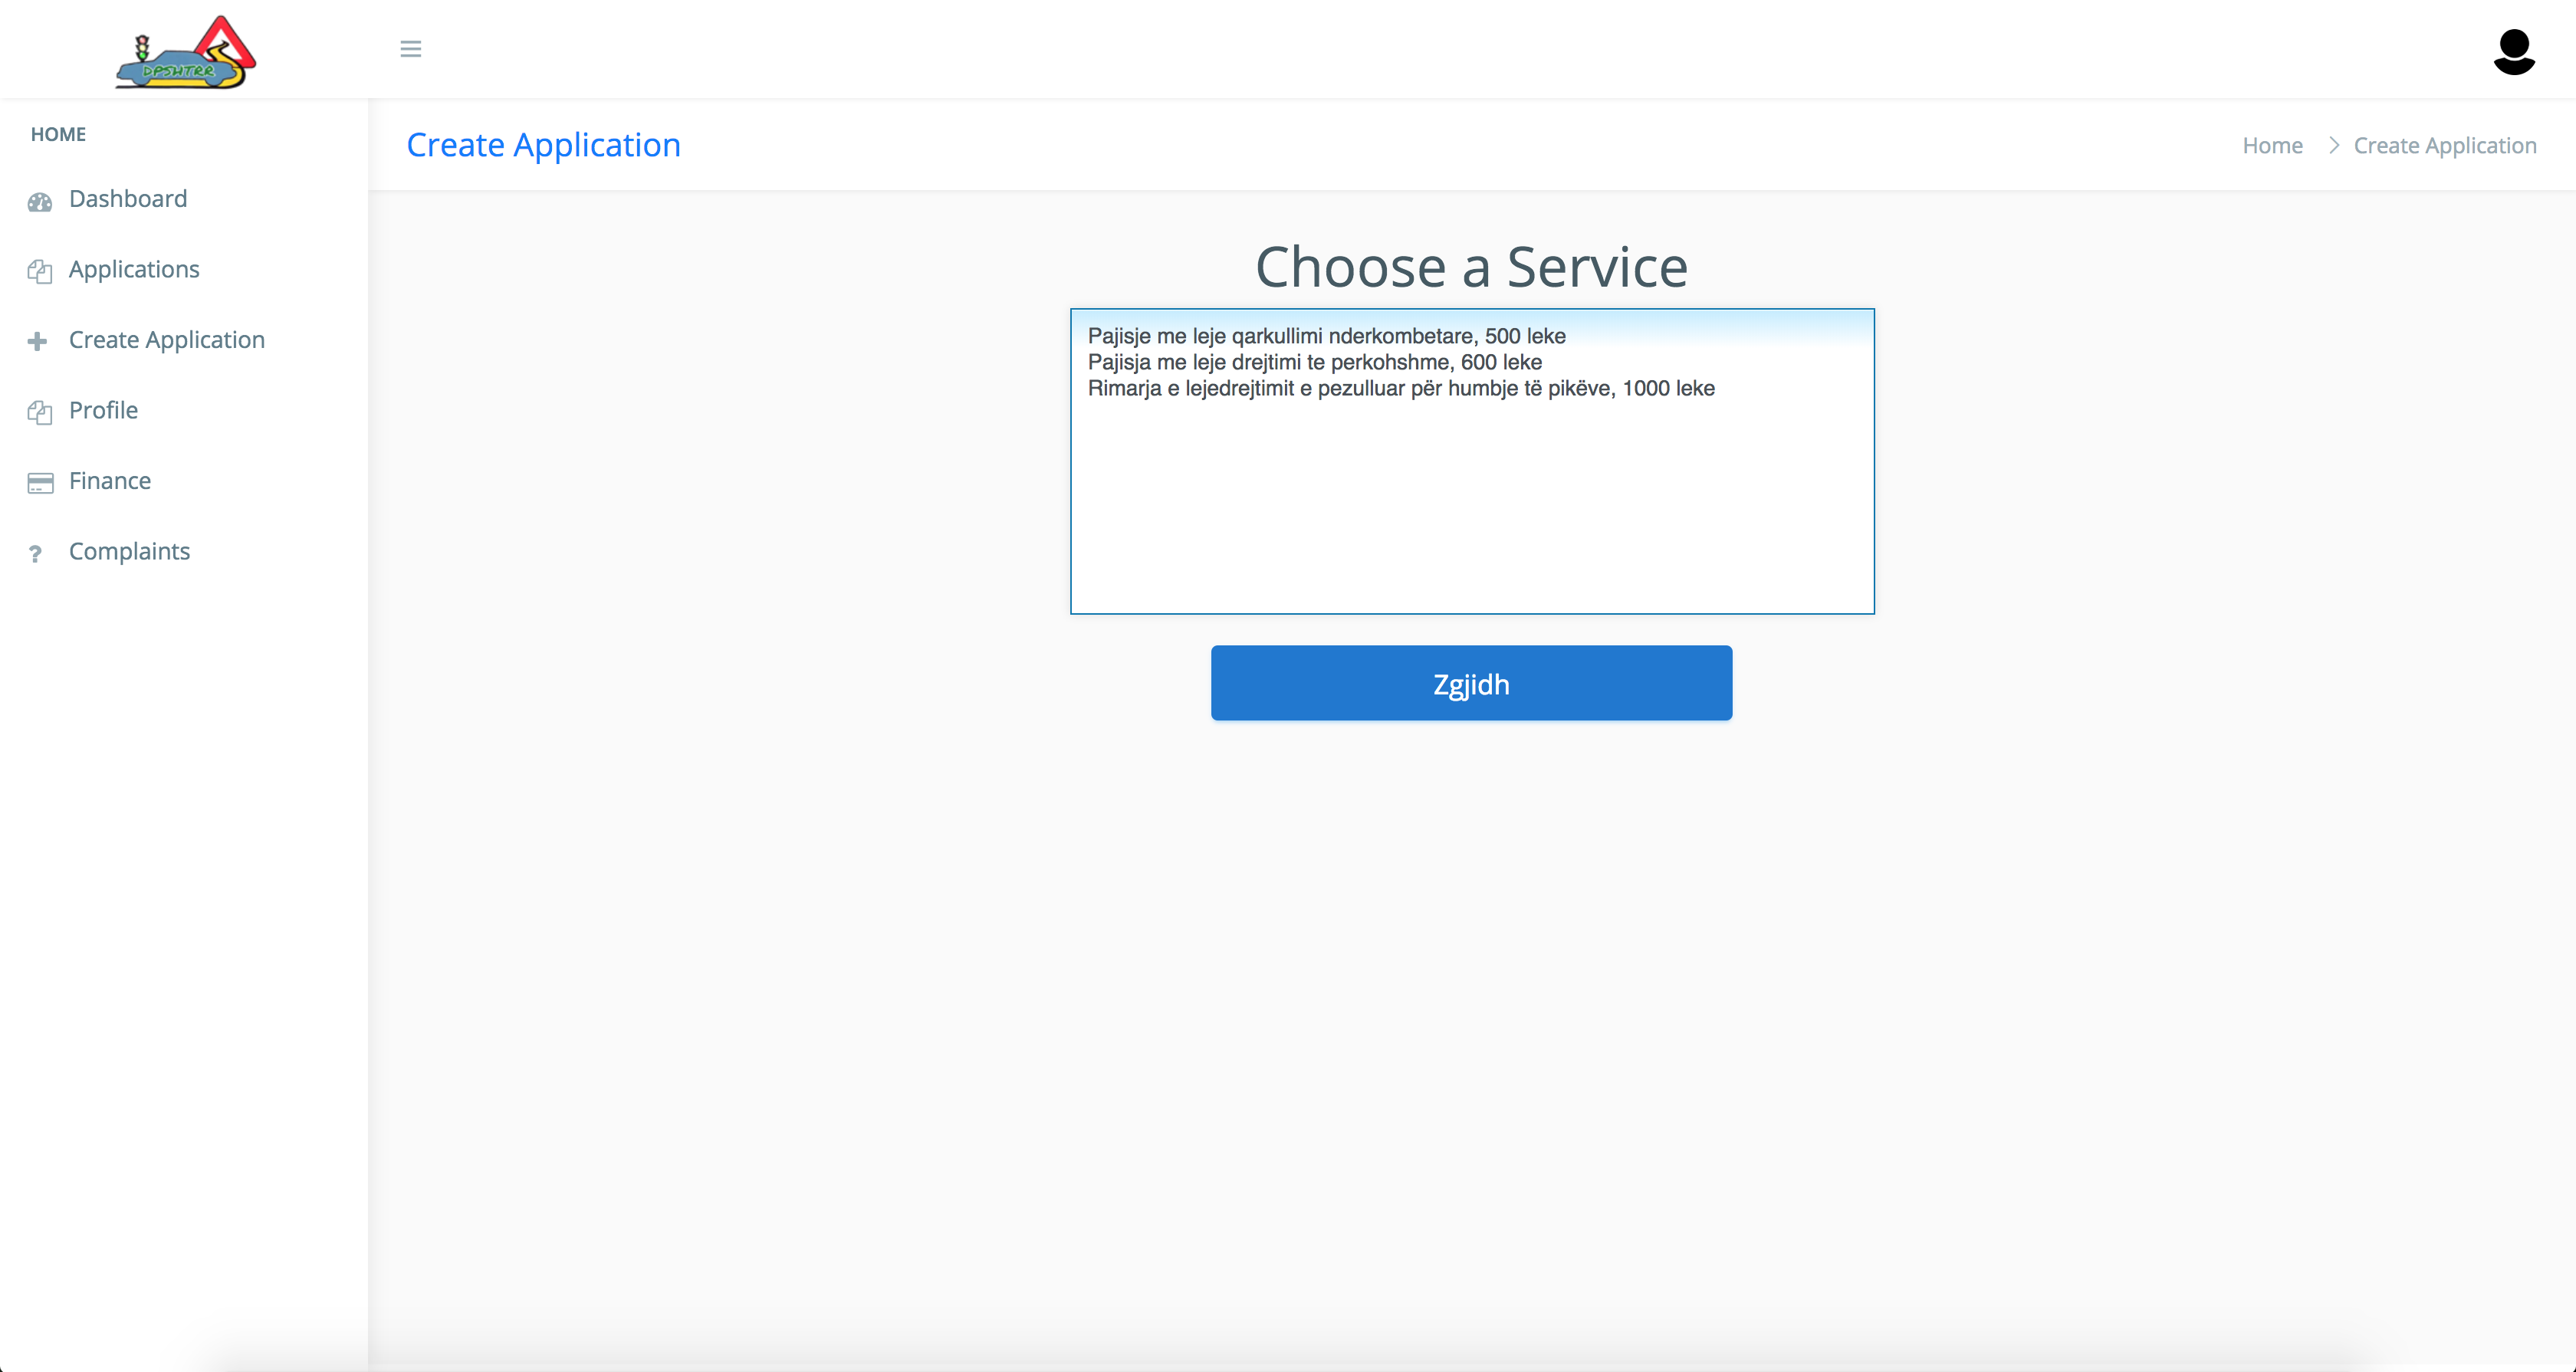 DPSHTRR
HOME
Dashboard
Applications
Create Application
Profile
Finance
Complaints
Create Application
Home > Create Application
Choose a Service
Pajisje me leje qarkullimi nderkombetare, 500 leke
Pajisja me leje drejtimi te perkohshme, 600 leke
Rimarja e lejedrejtimit e pezulluar për humbje të pikëve, 1000 leke
Zgjidh